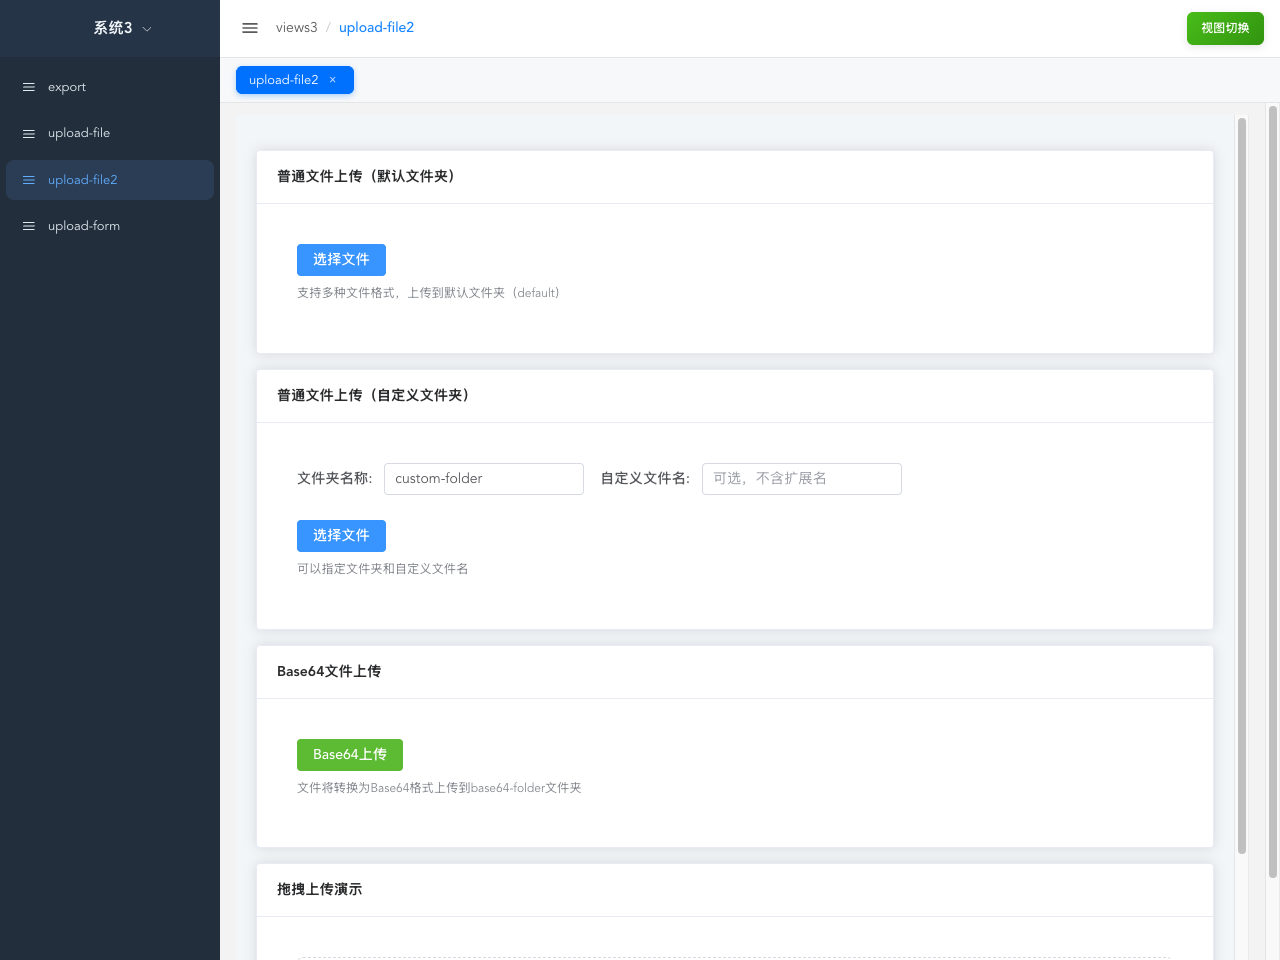 系统3
export
upload-file
upload-file2
upload-form
views3 / upload-file2
视图切换
upload-file2 ×
普通文件上传（默认文件夹）
选择文件
支持多种文件格式，上传到默认文件夹（default）
普通文件上传（自定义文件夹）
文件夹名称: custom-folder 自定义文件名: 可选，不含扩展名
选择文件
可以指定文件夹和自定义文件名
Base64文件上传
Base64上传
文件将转换为Base64格式上传到base64-folder文件夹
拖拽上传演示